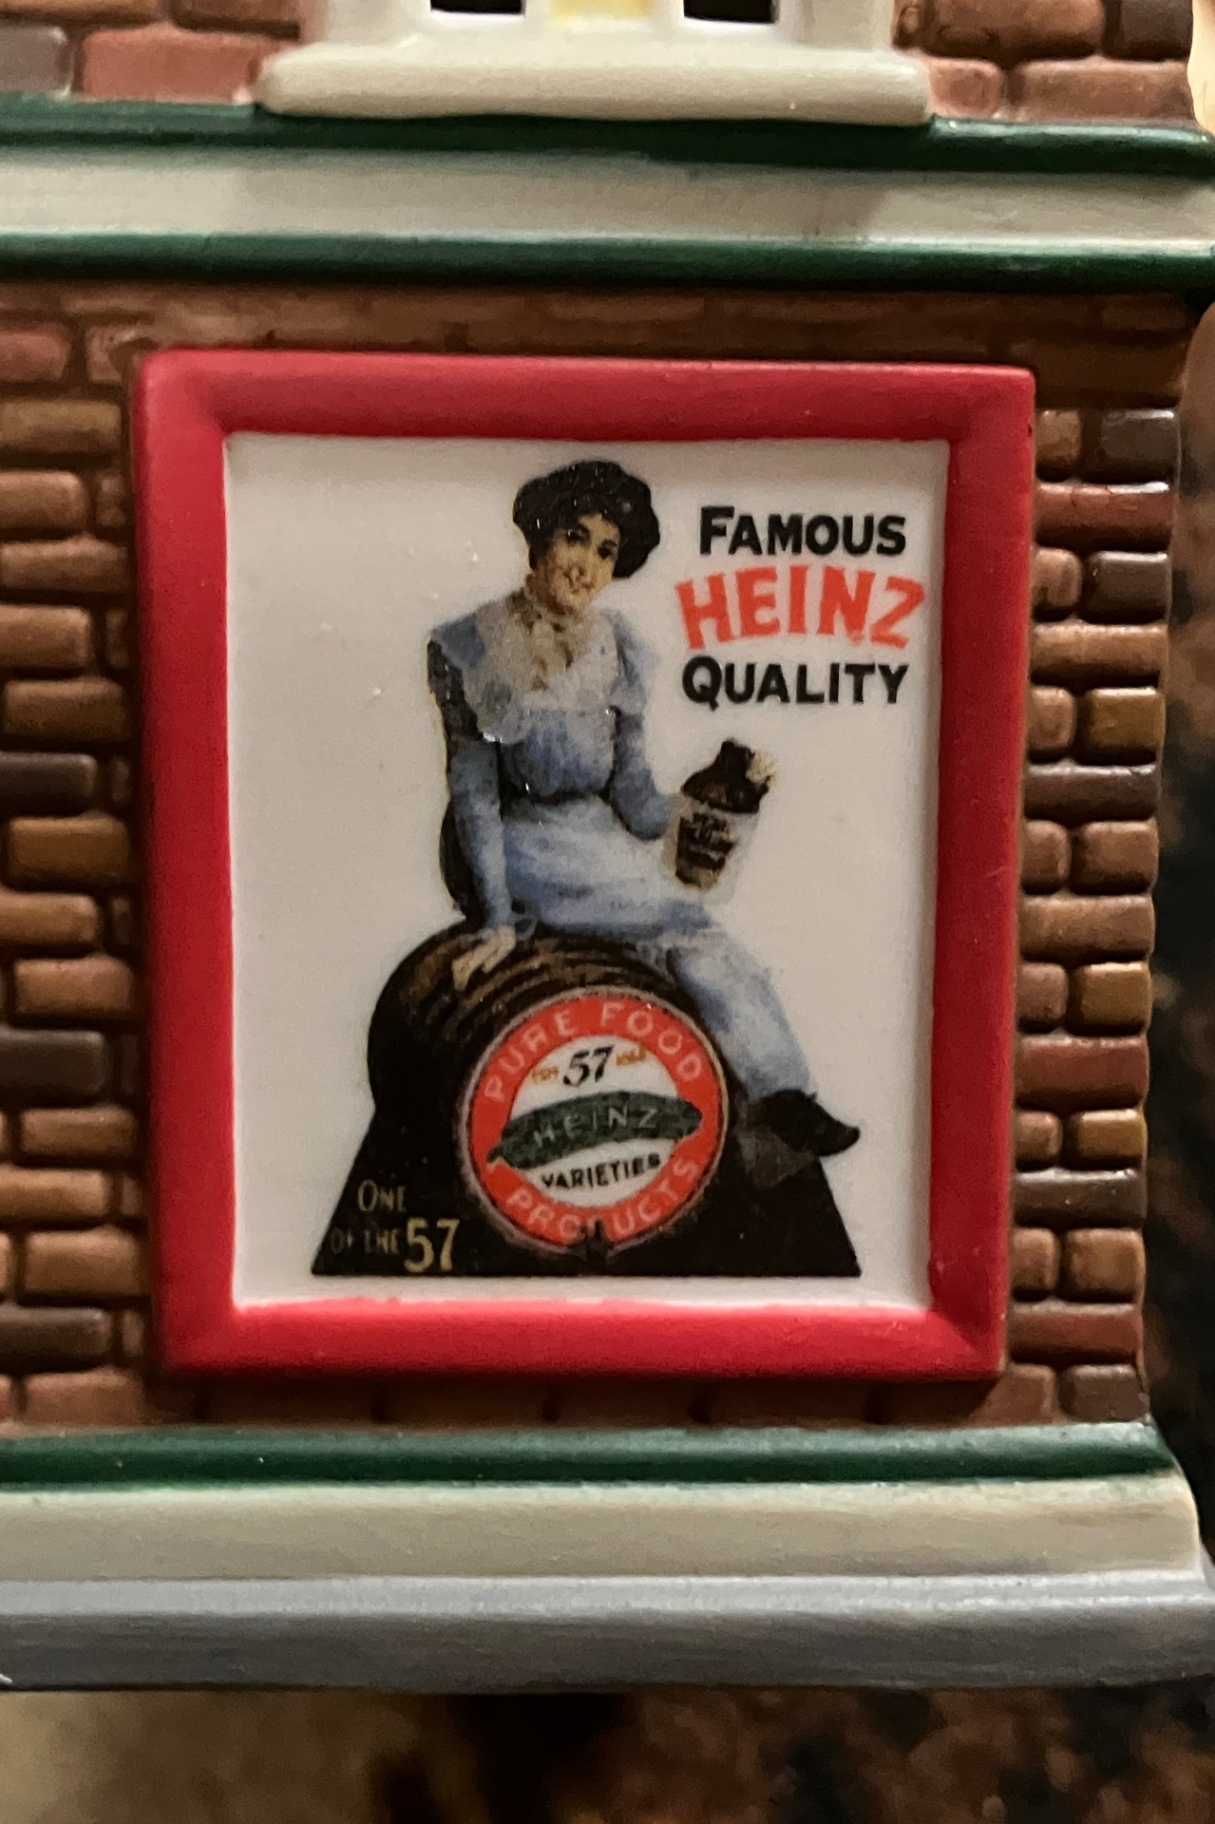 FAMOUS
HEINZ
QUALITY
PURE FOOD
57
HEINZ
VARIETIES
PRODUCTS
ONE
OF THE 57